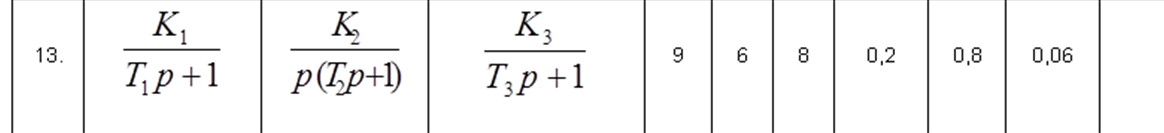 13. K₁ / (T₁p + 1) K₂ / (p(T₂p+1)) K₃ / (T₃p + 1) 9 6 8 0,2 0,8 0,06